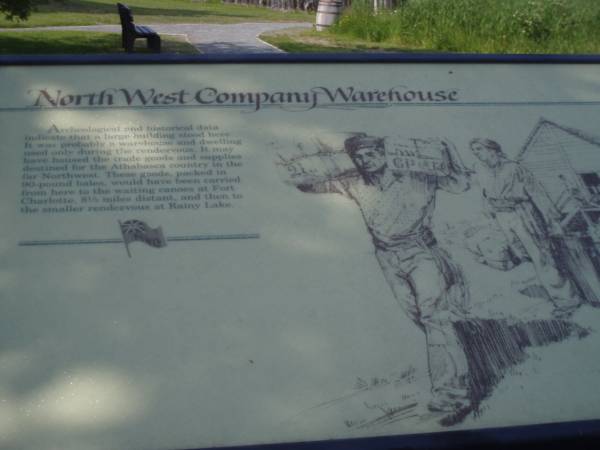 North West Company Warehouse
Archeological and historical data
indicate that a large building stood here.
It was probably a warehouse and dwelling
used only during the rendezvous. It may
have housed the trade goods and supplies
destined for the Athabasca country in the
far Northwest. These goods, packed in
90-pound bales, would have been carried
from here to the waiting canoes at Fort
Charlotte, 8½ miles distant, and then to
the smaller rendezvous at Rainy Lake.